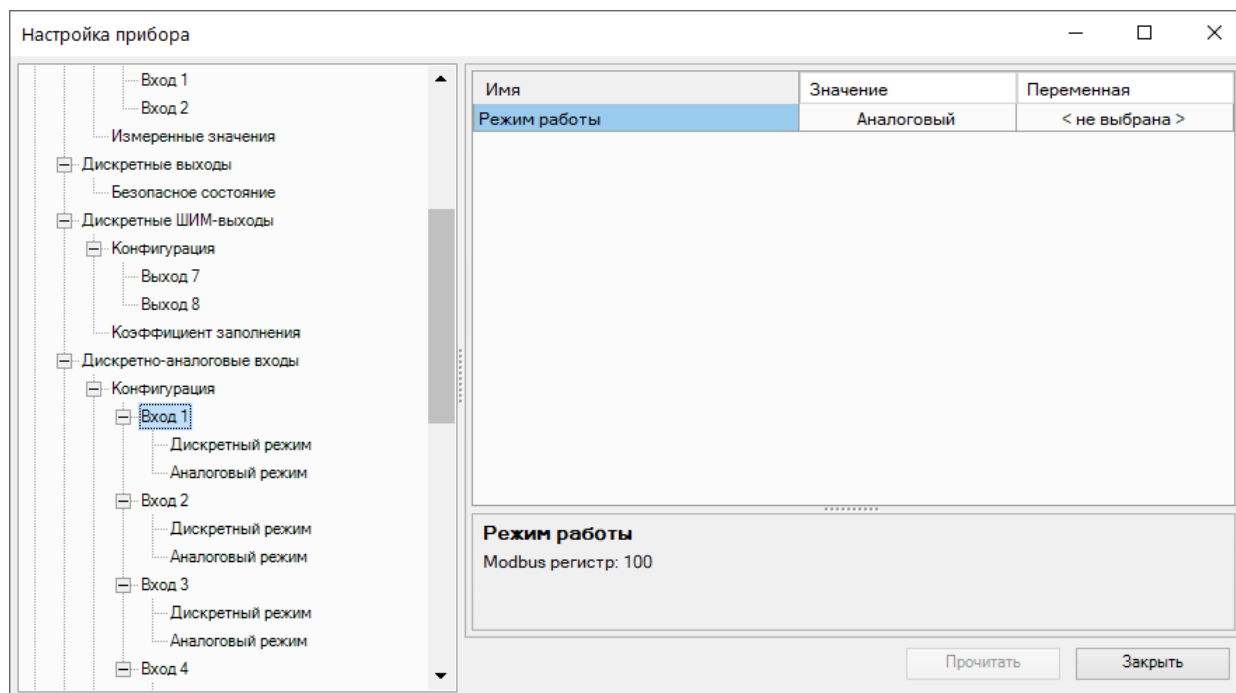 Настройка прибора
Вход 1
Вход 2
Измеренные значения
Дискретные выходы
Безопасное состояние
Дискретные ШИМ-выходы
Конфигурация
Выход 7
Выход 8
Коэффициент заполнения
Дискретно-аналоговые входы
Конфигурация
Вход 1
Дискретный режим
Аналоговый режим
Вход 2
Дискретный режим
Аналоговый режим
Вход 3
Дискретный режим
Аналоговый режим
Вход 4
Имя Значение Переменная
Режим работы Аналоговый < не выбрана >
Режим работы
Modbus регистр: 100
Прочитать Закрыть